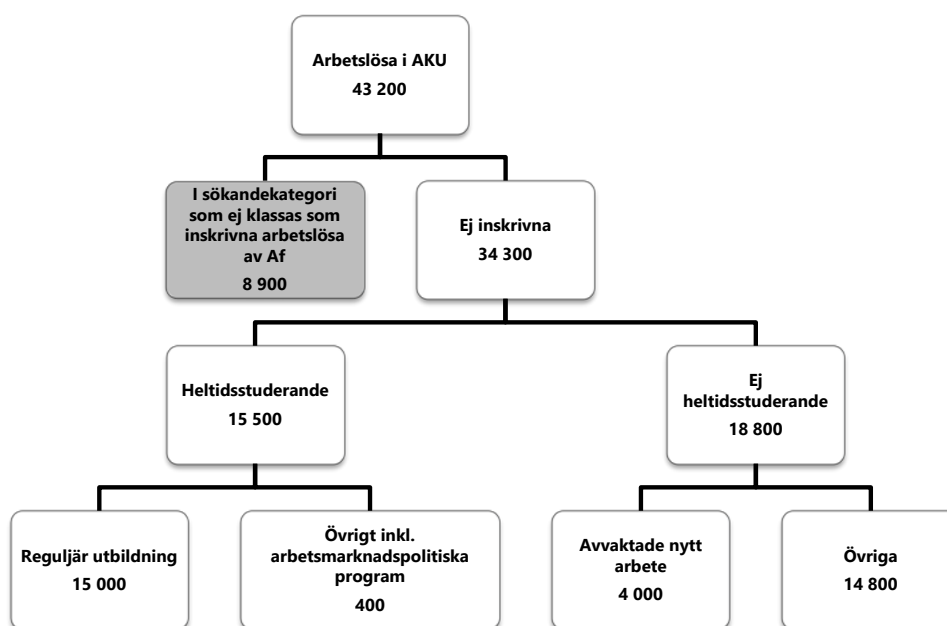 Arbetslösa i AKU
43 200
I sökandekategori
som ej klassas som
inskrivna arbetslösa
av Af
8 900
Ej inskrivna
34 300
Heltidsstuderande
15 500
Ej
heltidsstuderande
18 800
Reguljär utbildning
15 000
Övrigt inkl.
arbetsmarknadspolitiska
program
400
Avvaktade nytt
arbete
4 000
Övriga
14 800